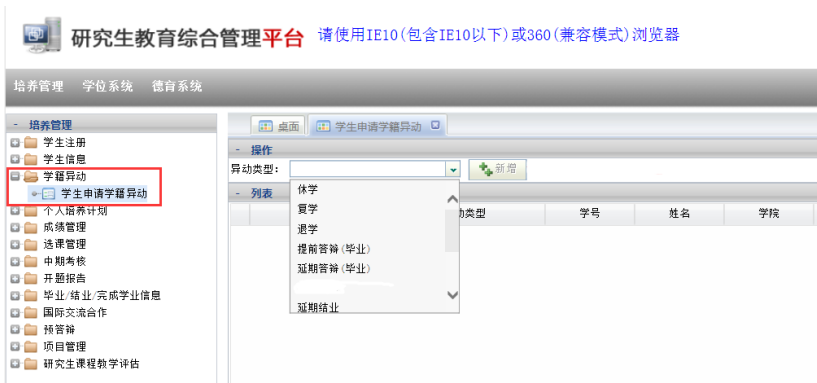 研究生教育综合管理平台 请使用IE10(包含IE10以下)或360(兼容模式)浏览器
培养管理 学位系统 德育系统
- 培养管理
学生注册
学生信息
学籍异动
学生申请学籍异动
个人培养计划
成绩管理
选课管理
中期考核
开题报告
毕业/结业/完成学业信息
国际交流合作
预答辩
项目管理
研究生课程教学评估
桌面 学生申请学籍异动
- 操作
异动类型: 新增
休学
复学
退学
提前答辩(毕业)
延期答辩(毕业)
延期结业
- 列表
动类型 学号 姓名 学院